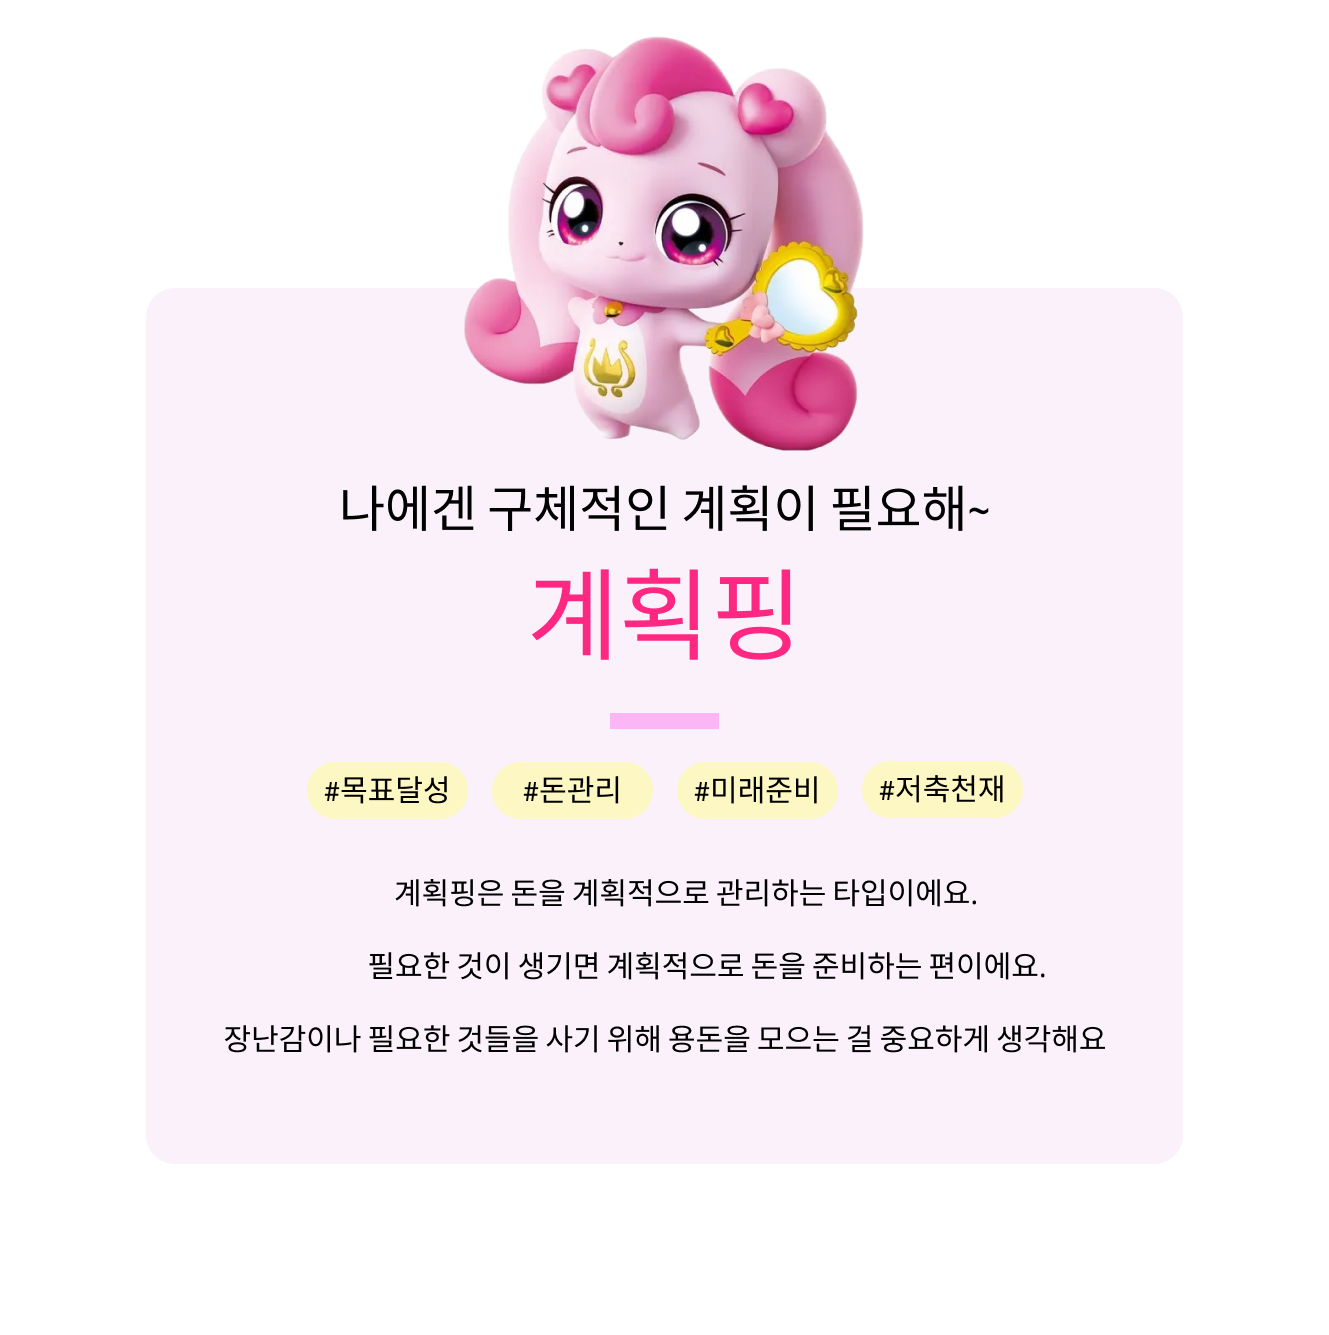 나에겐 구체적인 계획이 필요해~
계획핑
#목표달성 #돈관리 #미래준비 #저축천재
계획핑은 돈을 계획적으로 관리하는 타입이에요.
필요한 것이 생기면 계획적으로 돈을 준비하는 편이에요.
장난감이나 필요한 것들을 사기 위해 용돈을 모으는 걸 중요하게 생각해요